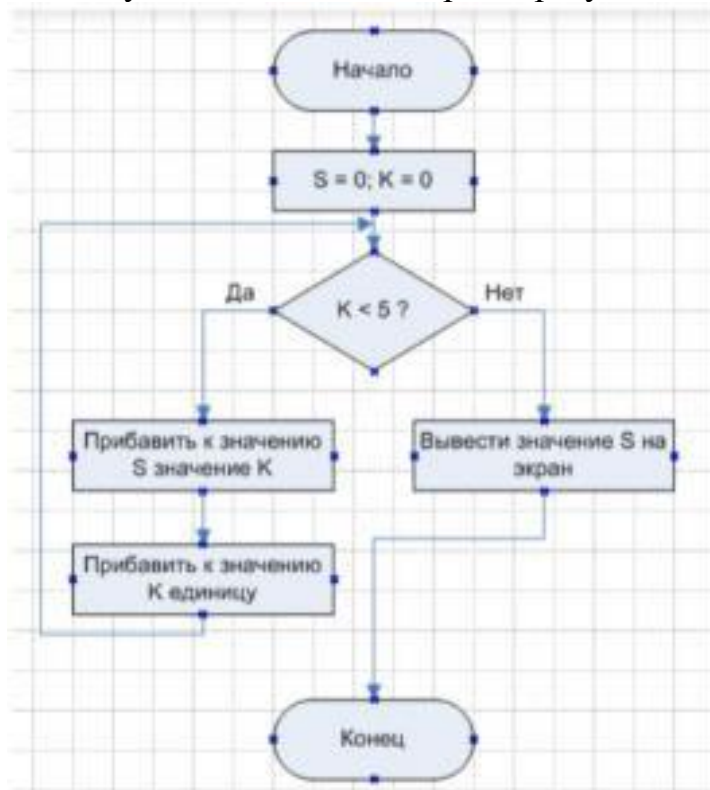 Начало
S = 0; K = 0
K < 5 ?
Да
Нет
Прибавить к значению
S значение K
Вывести значение S на
экран
Прибавить к значению
K единицу
Конец